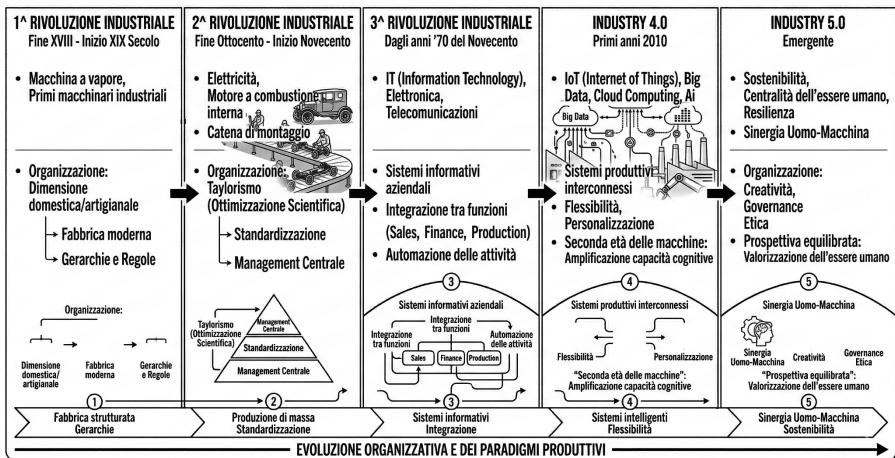 1^ RIVOLUZIONE INDUSTRIALE
Fine XVIII - Inizio XIX Secolo
• Macchina a vapore,
Primi macchinari industriali
• Organizzazione:
Dimensione
domestica/artigianale
Fabbrica moderna
Gerarchie e Regole
Organizzazione:
Dimensione
domestica/
artigianale
Fabbrica
moderna
Gerarchie
e Regole
1
Fabbrica strutturata
Gerarchie
2^ RIVOLUZIONE INDUSTRIALE
Fine Ottocento - Inizio Novecento
• Elettricità,
Motore a combustione
interna
• Catena di montaggio
• Organizzazione:
Taylorismo
(Ottimizzazione Scientifica)
Standardizzazione
Management Centrale
Taylorismo
(Ottimizzazione
Scientifica)
Management
Centrale
Standardizzazione
Management Centrale
2
Produzione di massa
Standardizzazione
3^ RIVOLUZIONE INDUSTRIALE
Dagli anni '70 del Novecento
• IT (Information Technology),
Elettronica,
Telecomunicazioni
• Sistemi informativi
aziendali
• Integrazione tra funzioni
(Sales, Finance, Production)
• Automazione delle attività
3
Sistemi informativi aziendali
Integrazione
tra funzioni
Integrazione
tra funzioni
Automazione
delle attività
Sales
Finance
Production
3
Sistemi informativi
Integrazione
INDUSTRY 4.0
Primi anni 2010
• IoT (Internet of Things), Big
Data, Cloud Computing, Ai
Big Data
• Sistemi produttivi
interconnessi
• Flessibilità,
Personalizzazione
• Seconda età delle macchine:
Amplificazione capacità cognitive
4
Sistemi produttivi interconnessi
Flessibilità
Personalizzazione
"Seconda età delle macchine":
Amplificazione capacità cognitive
4
Sistemi intelligenti
Flessibilità
INDUSTRY 5.0
Emergente
• Sostenibilità,
Centralità dell'essere umano,
Resilienza
• Sinergia Uomo-Macchina
• Organizzazione:
Creatività,
Governance
Etica
• Prospettiva equilibrata:
Valorizzazione dell'essere umano
5
Sinergia Uomo-Macchina
Sinergia
Uomo-Macchina
Creatività
Governance
Etica
"Prospettiva equilibrata":
Valorizzazione dell'essere umano
5
Sinergia Uomo-Macchina
Sostenibilità
EVOLUZIONE ORGANIZZATIVA E DEI PARADIGMI PRODUTTIVI